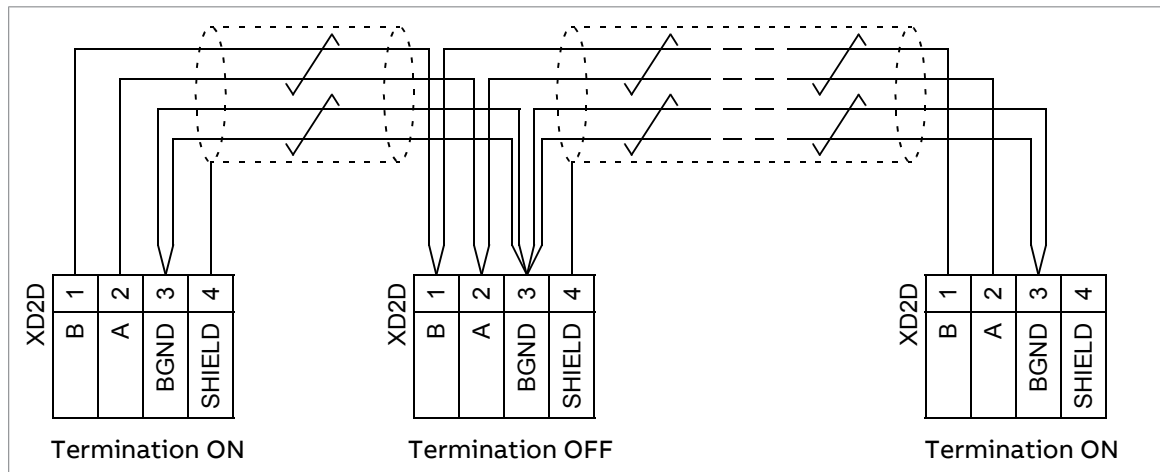 XD2D
1 2 3 4
B A BGND SHIELD
XD2D
1 2 3 4
B A BGND SHIELD
XD2D
1 2 3 4
B A BGND SHIELD
Termination ON
Termination OFF
Termination ON